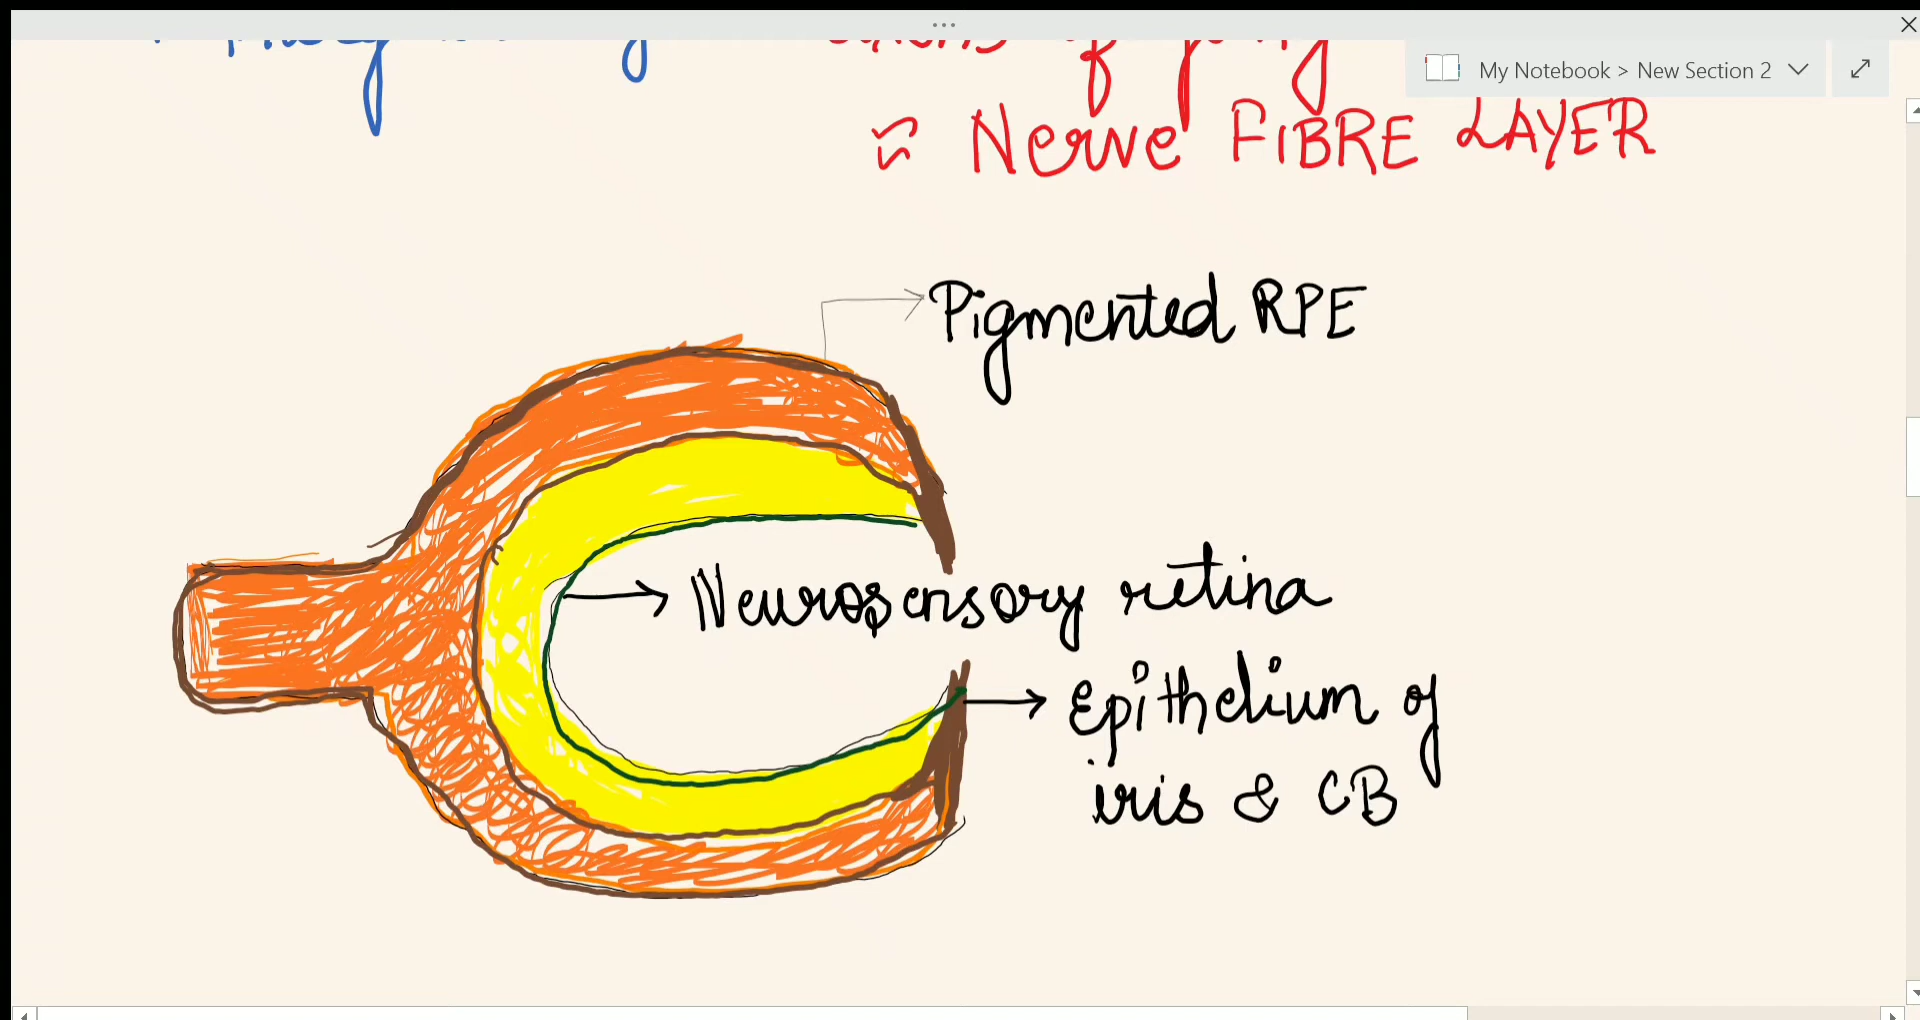 My Notebook > New Section 2
Nerve FIBRE LAYER
Pigmented RPE
Neurosensory retina
Epithelium of
iris & CB